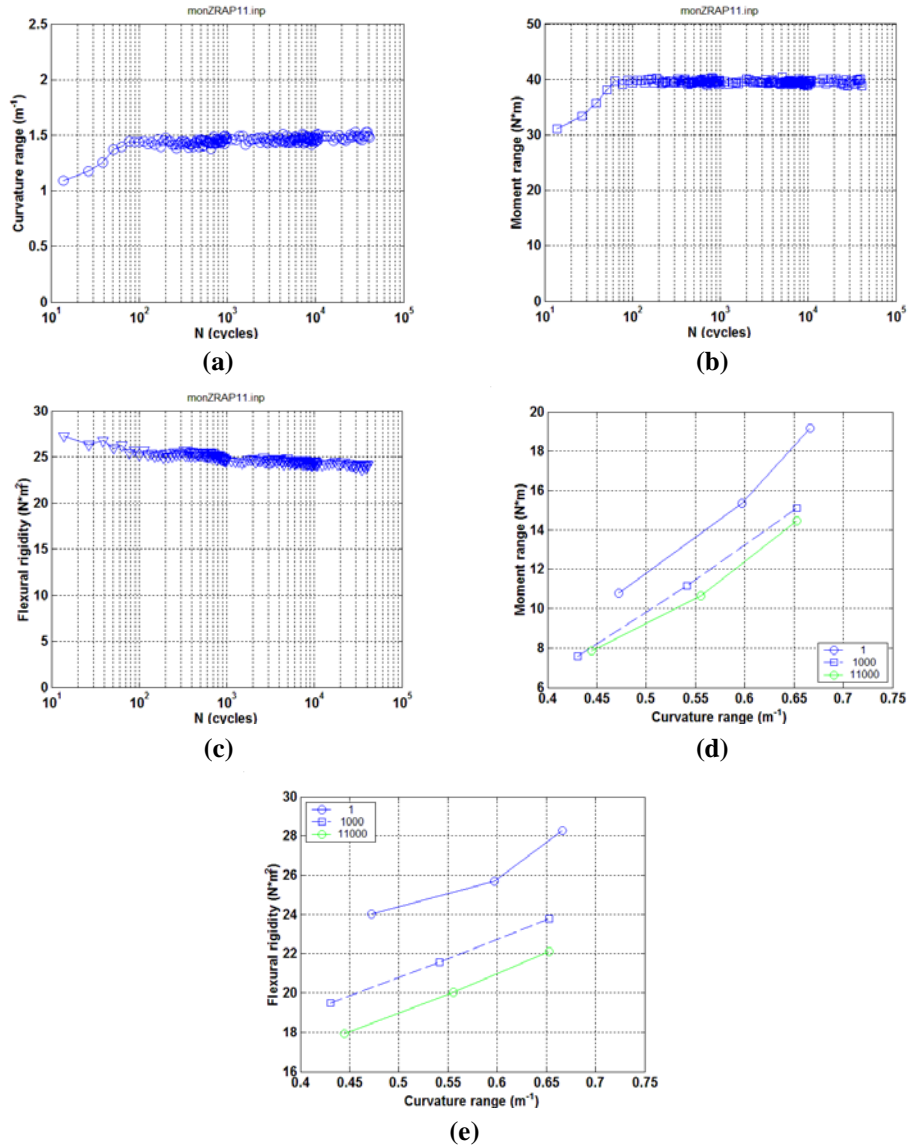 monZRAP11.inp
2.5
2
1.5
1
0.5
0
Curvature range (m⁻¹)
10¹ 10² 10³ 10⁴ 10⁵
N (cycles)
(a)
monZRAP11.inp
50
40
30
20
10
0
Moment range (N*m)
10¹ 10² 10³ 10⁴ 10⁵
N (cycles)
(b)
monZRAP11.inp
30
25
20
15
10
5
0
Flexural rigidity (N*m²)
10¹ 10² 10³ 10⁴ 10⁵
N (cycles)
(c)
20
18
16
14
12
10
8
6
Moment range (N*m)
1
1000
11000
0.4 0.45 0.5 0.55 0.6 0.65 0.7 0.75
Curvature range (m⁻¹)
(d)
30
28
26
24
22
20
18
16
Flexural rigidity (N*m²)
1
1000
11000
0.4 0.45 0.5 0.55 0.6 0.65 0.7 0.75
Curvature range (m⁻¹)
(e)